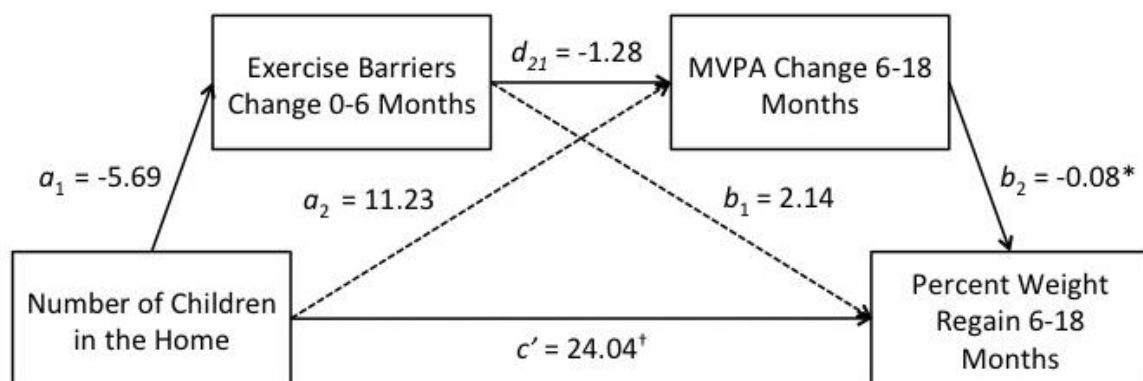 Exercise Barriers
Change 0-6 Months
d21 = -1.28
MVPA Change 6-18
Months
a1 = -5.69
a2 = 11.23
b1 = 2.14
b2 = -0.08*
Number of Children
in the Home
c′ = 24.04†
Percent Weight
Regain 6-18
Months